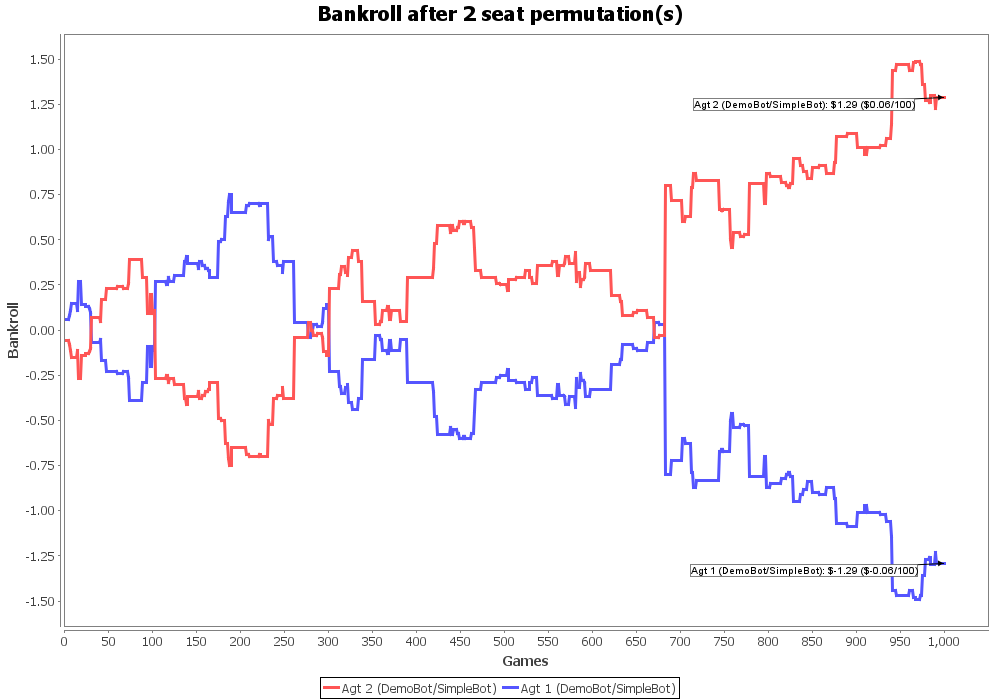 Bankroll after 2 seat permutation(s)
Bankroll
1.50
1.25
1.00
0.75
0.50
0.25
0.00
-0.25
-0.50
-0.75
-1.00
-1.25
-1.50
Agt 2 (DemoBot/SimpleBot): $1.29 ($0.06/100)
Agt 1 (DemoBot/SimpleBot): $-1.29 ($-0.06/100)
0 50 100 150 200 250 300 350 400 450 500 550 600 650 700 750 800 850 900 950 1,000
Games
Agt 2 (DemoBot/SimpleBot) Agt 1 (DemoBot/SimpleBot)